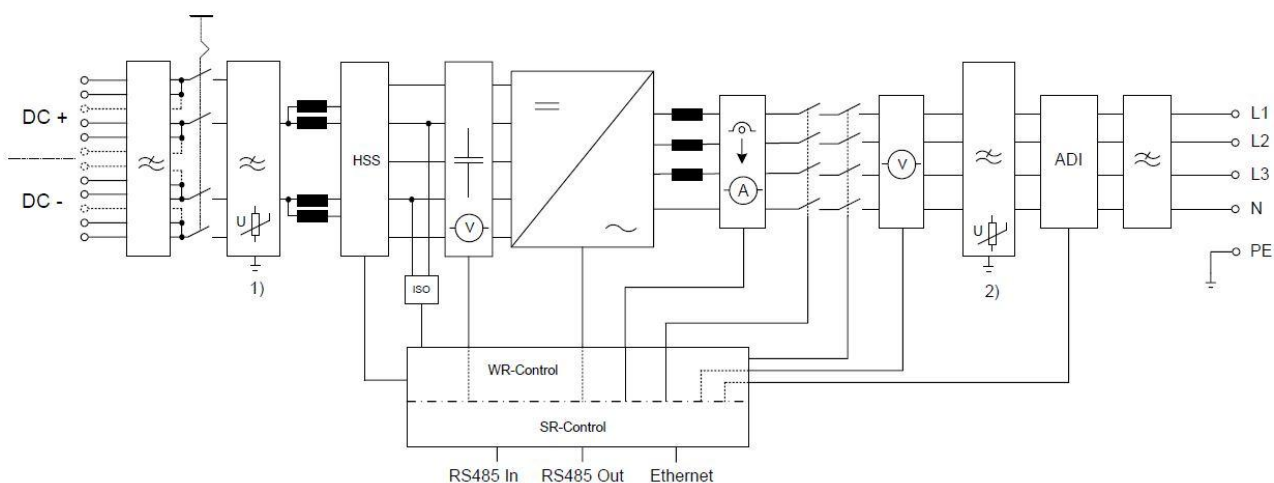 DC +
DC -
U
1)
HSS
ISO
V
A
V
U
2)
ADI
L1
L2
L3
N
PE
WR-Control
SR-Control
RS485 In
RS485 Out
Ethernet